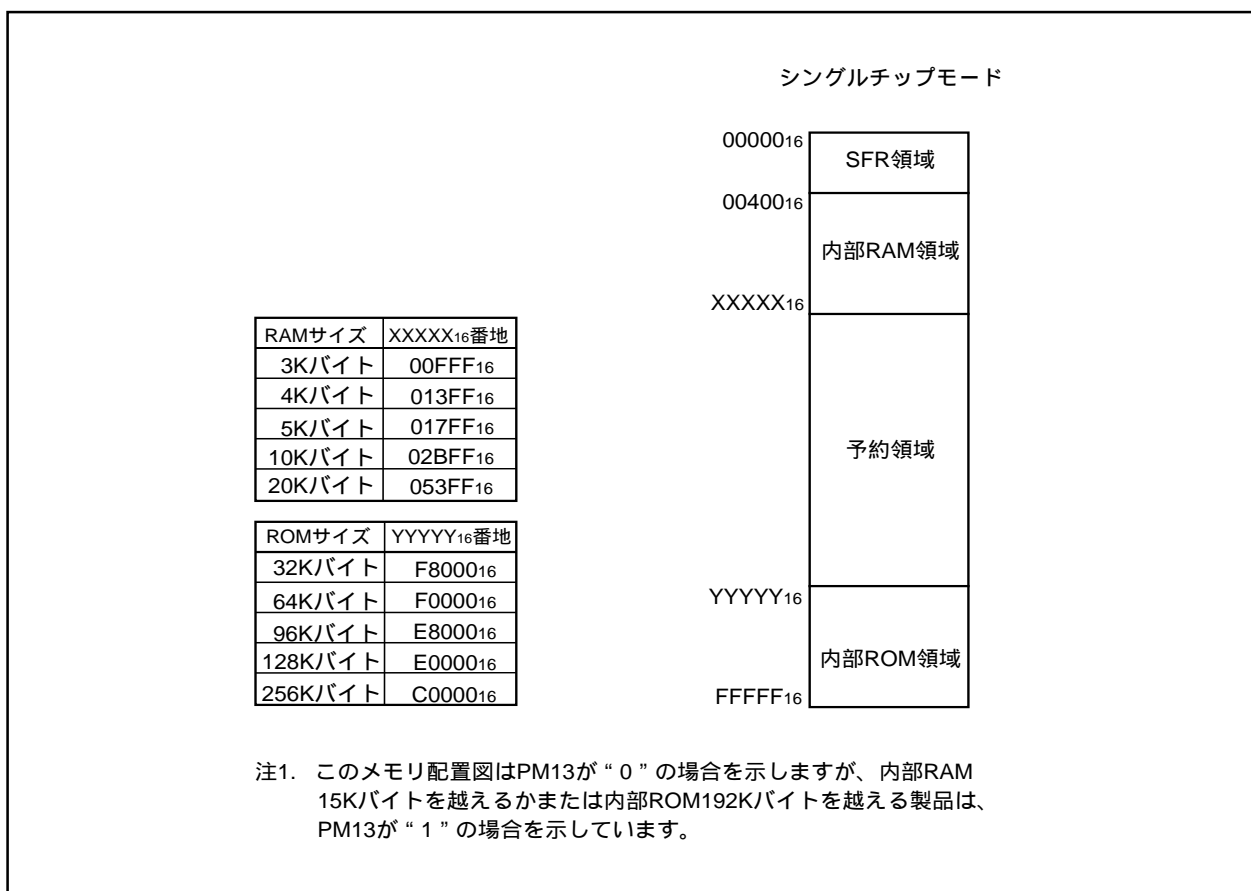 シングルチップモード
0000016
SFR領域
0040016
内部RAM領域
XXXXX16
予約領域
YYYYY16
内部ROM領域
FFFFF16
RAMサイズ XXXXX16番地
3Kバイト 00FFF16
4Kバイト 013FF16
5Kバイト 017FF16
10Kバイト 02BFF16
20Kバイト 053FF16
ROMサイズ YYYYY16番地
32Kバイト F800016
64Kバイト F000016
96Kバイト E800016
128Kバイト E000016
256Kバイト C000016
注1. このメモリ配置図はPM13が“0”の場合を示しますが、内部RAM
15Kバイトを越えるかまたは内部ROM192Kバイトを越える製品は、
PM13が“1”の場合を示しています。